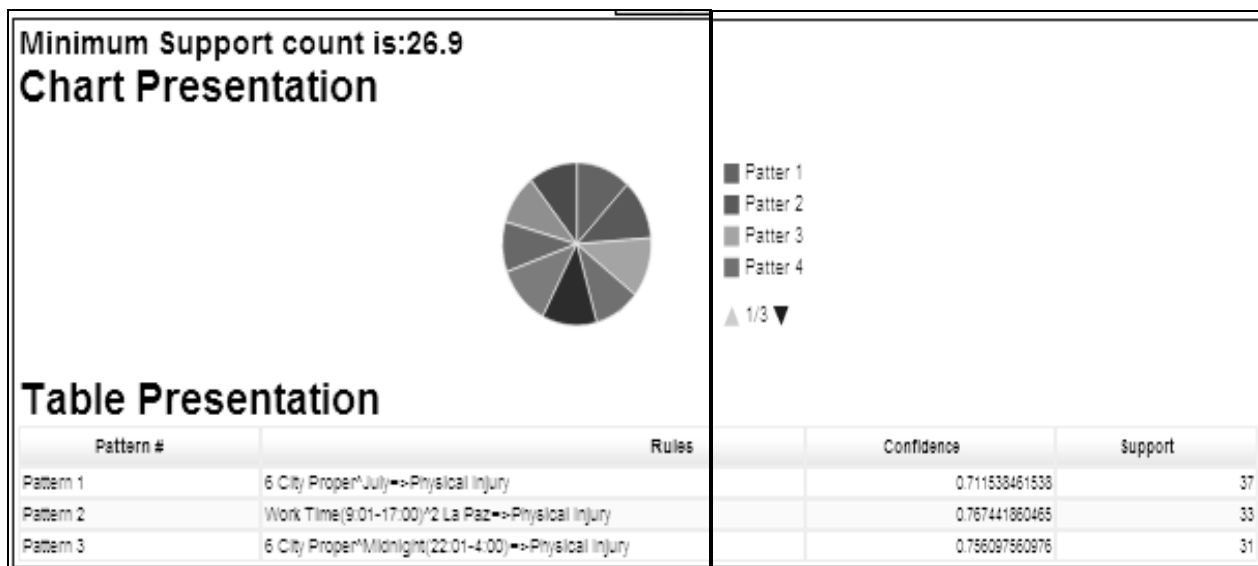 Minimum Support count is:26.9
Chart Presentation
Patter 1
Patter 2
Patter 3
Patter 4
1/3
Table Presentation
Pattern # Rules Confidence Support
Pattern 1 6 City Proper^July=>Physical Injury 0.711538461538 37
Pattern 2 Work Time(9:01-17:00)^2 La Paz=>Physical Injury 0.767441860465 33
Pattern 3 6 City Proper^Midnight(22:01-4:00)=>Physical Injury 0.756097560976 31